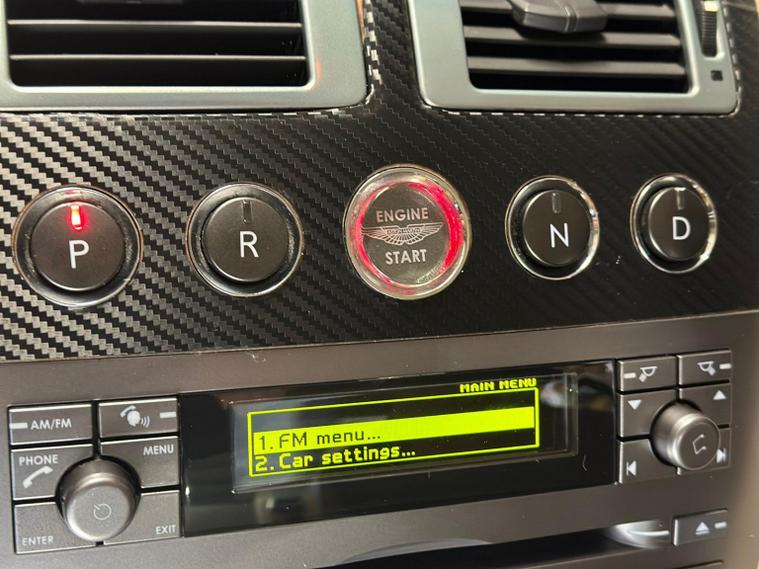 P
R
ENGINE
START
N
D
MAIN MENU
1. FM menu...
2. Car settings...
AM/FM
PHONE
MENU
ENTER
EXIT